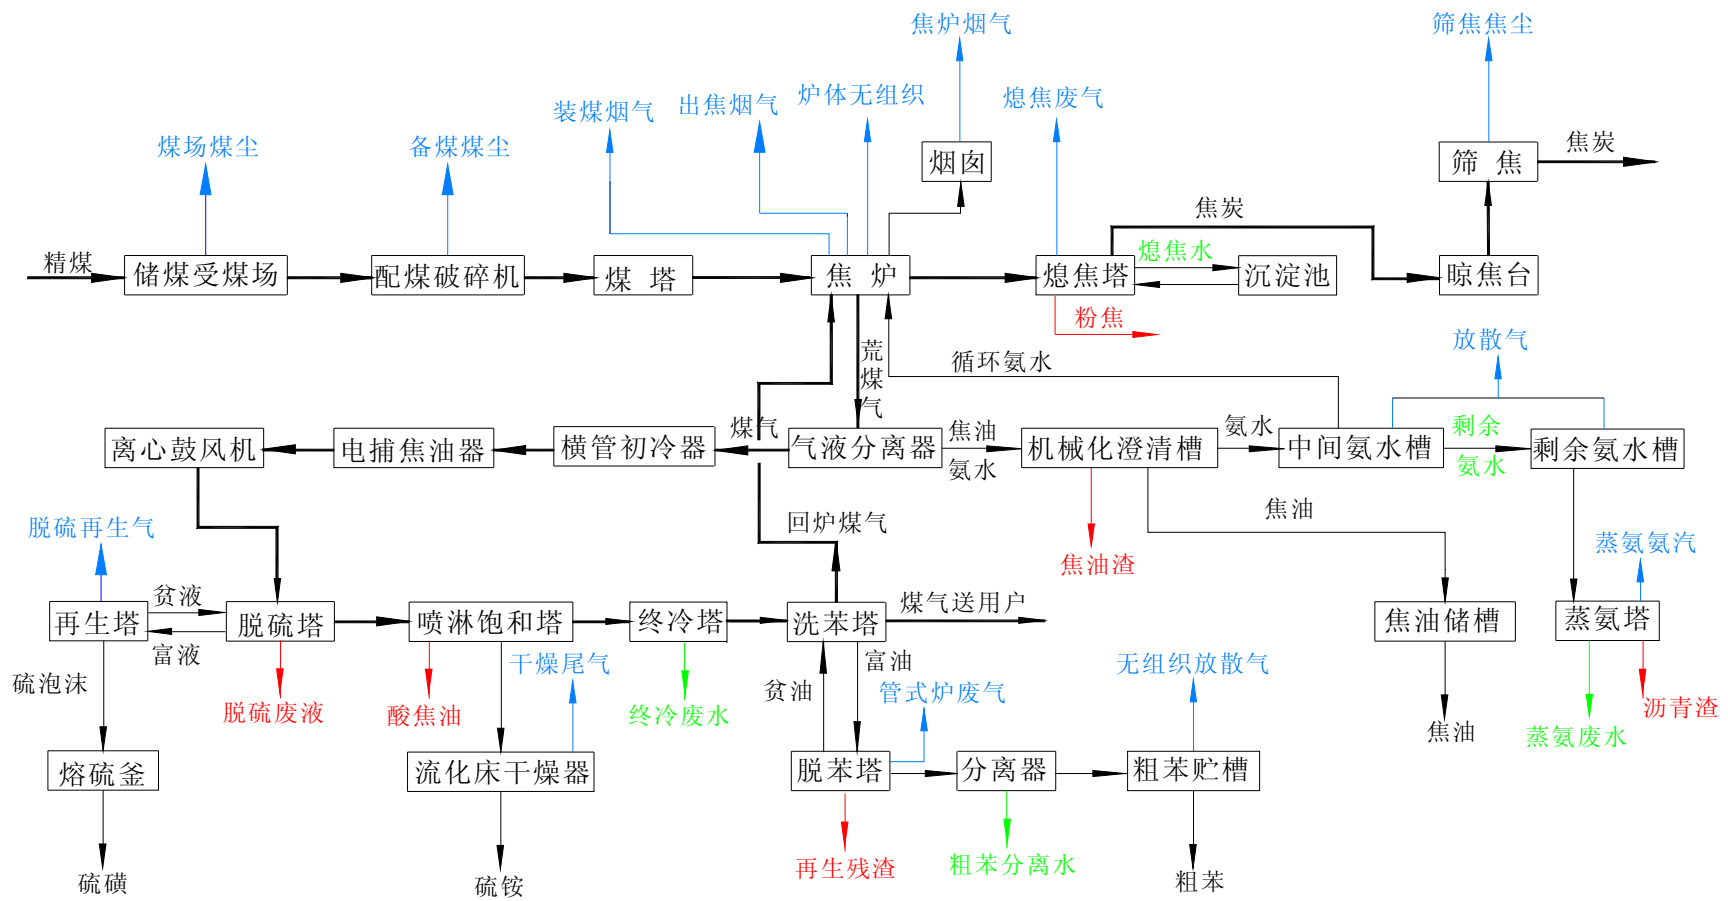 焦炉烟气
筛焦焦尘
装煤烟气
出焦烟气
炉体无组织
熄焦废气
煤场煤尘
备煤煤尘
烟囱
筛 焦
焦炭
焦炭
精煤
储煤受煤场
配煤破碎机
煤 塔
焦 炉
熄焦塔
熄焦水
沉淀池
晾焦台
粉焦
荒煤气
循环氨水
放散气
离心鼓风机
电捕焦油器
横管初冷器
煤气
气液分离器
焦油
氨水
机械化澄清槽
氨水
中间氨水槽
剩余
氨水
剩余氨水槽
脱硫再生气
回炉煤气
焦油渣
焦油
蒸氨氨汽
再生塔
贫液
富液
脱硫塔
喷淋饱和塔
终冷塔
洗苯塔
煤气送用户
焦油储槽
蒸氨塔
硫泡沫
脱硫废液
酸焦油
干燥尾气
终冷废水
贫油
富油
管式炉废气
无组织放散气
焦油
蒸氨废水
沥青渣
熔硫釜
流化床干燥器
脱苯塔
分离器
粗苯贮槽
硫磺
硫铵
再生残渣
粗苯分离水
粗苯